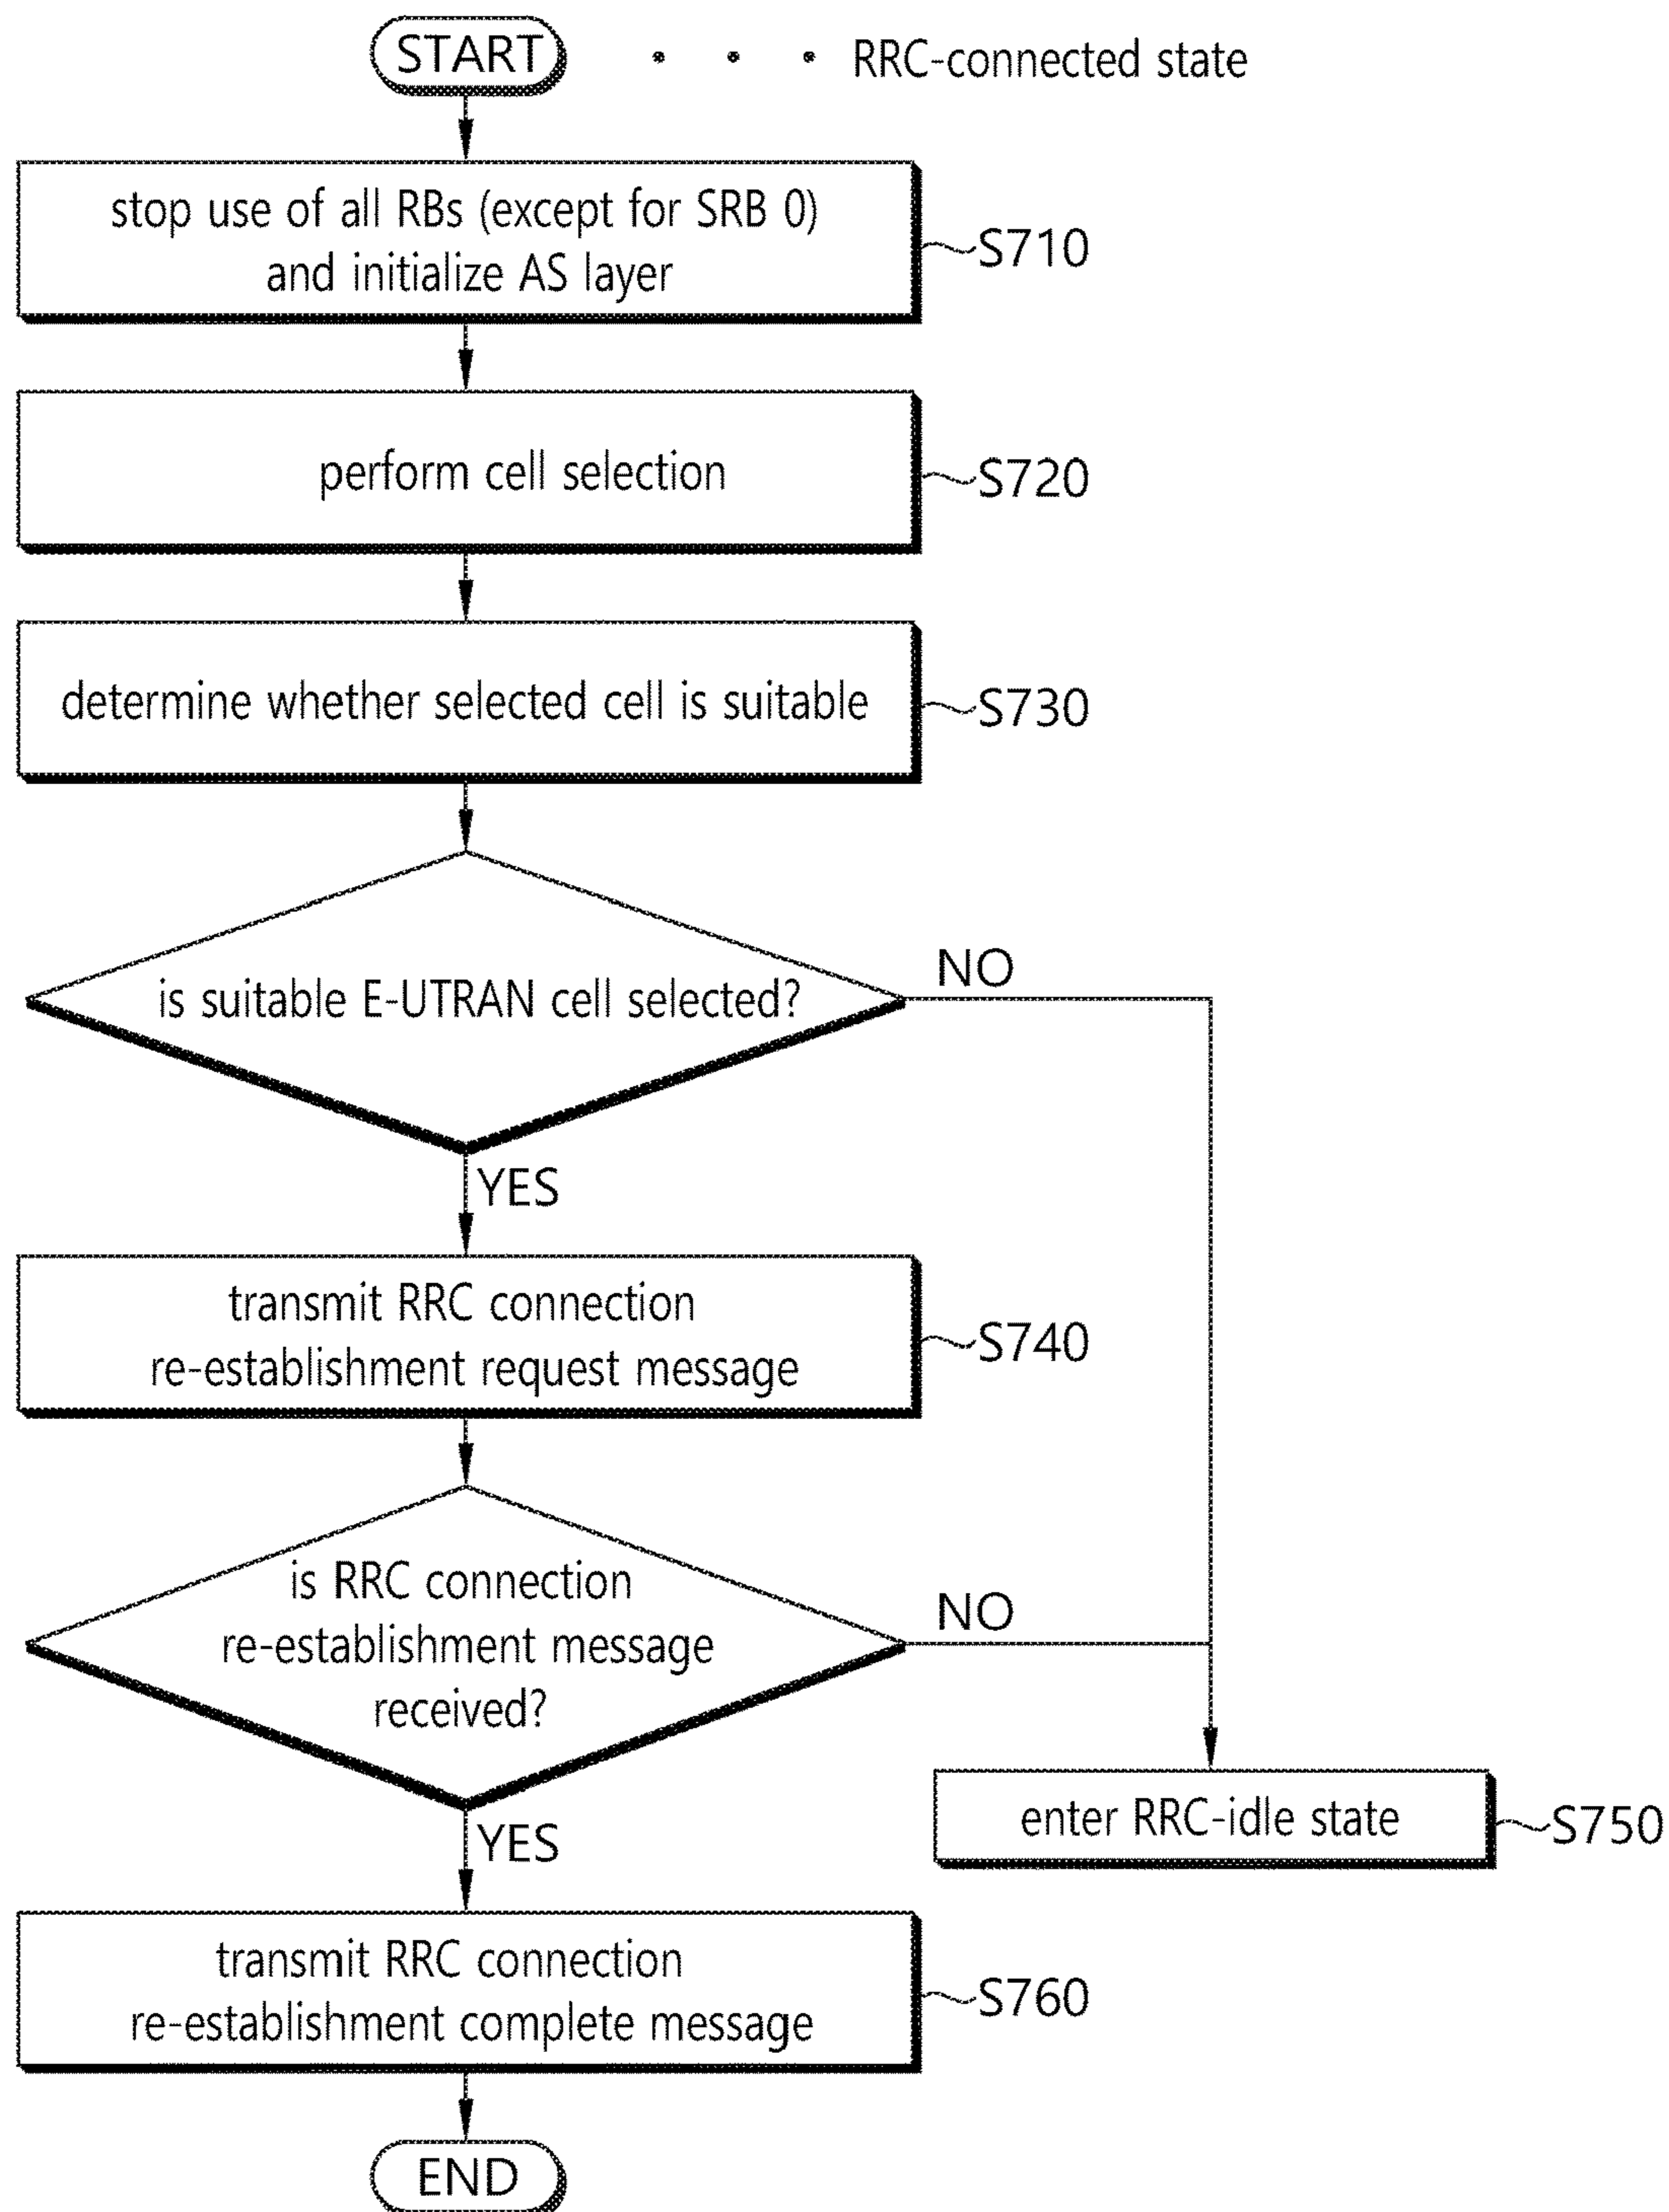 START
. . . RRC-connected state
stop use of all RBs (except for SRB 0)
and initialize AS layer
S710
perform cell selection
S720
determine whether selected cell is suitable
S730
is suitable E-UTRAN cell selected?
NO
YES
transmit RRC connection
re-establishment request message
S740
is RRC connection
re-establishment message
received?
NO
YES
enter RRC-idle state
S750
transmit RRC connection
re-establishment complete message
S760
END